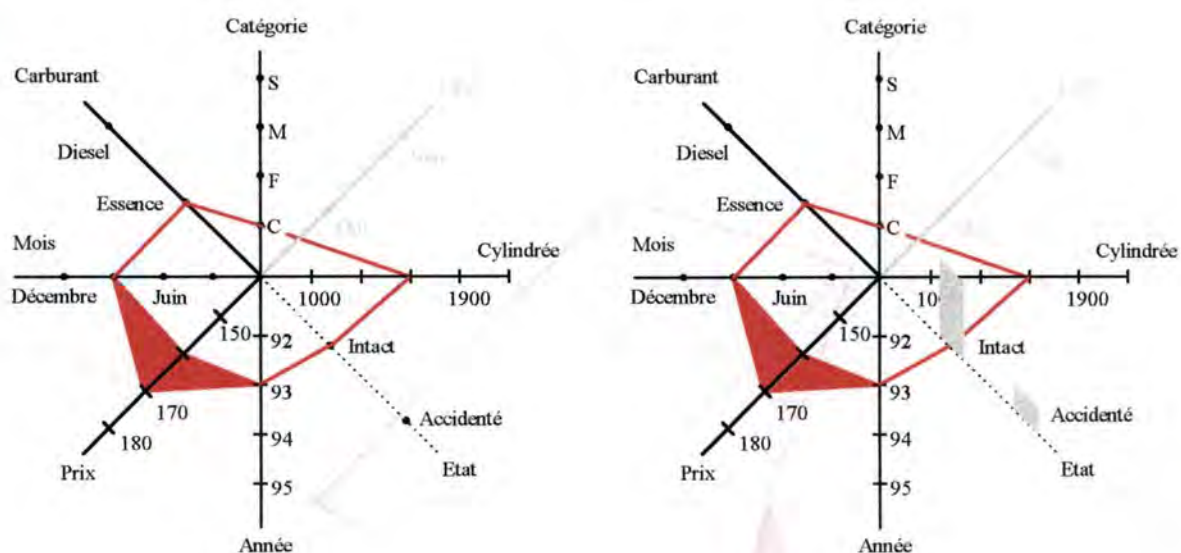 Catégorie
S
Carburant
M
Diesel
F
Essence
C
Mois
Cylindrée
Décembre
Juin
1000
1900
150
92
Intact
93
170
94
Accidenté
180
Prix
Etat
95
Année
Catégorie
S
Carburant
M
Diesel
F
Essence
C
Mois
Cylindrée
Décembre
Juin
10
1900
150
92
Intact
93
170
94
Accidenté
180
Prix
Etat
95
Année